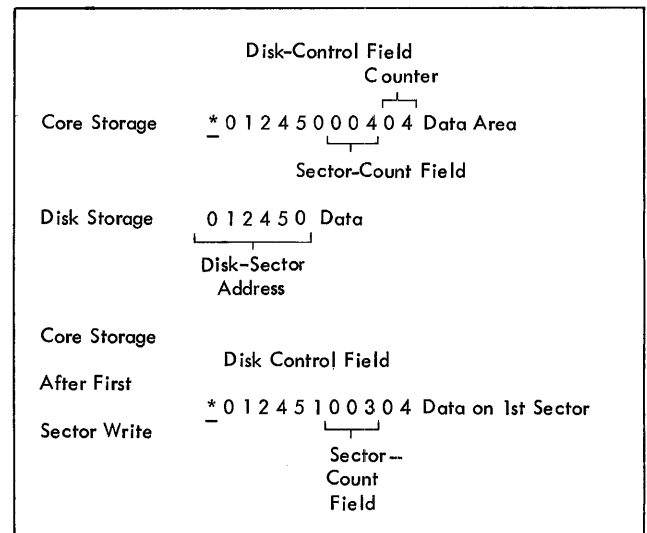 Disk-Control Field
Counter
Core Storage * 0 1 2 4 5 0 0 0 4 0 4 Data Area
Sector-Count Field
Disk Storage 0 1 2 4 5 0 Data
Disk-Sector
Address
Core Storage
Disk Control Field
After First
* 0 1 2 4 5 1 0 0 3 0 4 Data on 1st Sector
Sector Write
Sector--
Count
Field